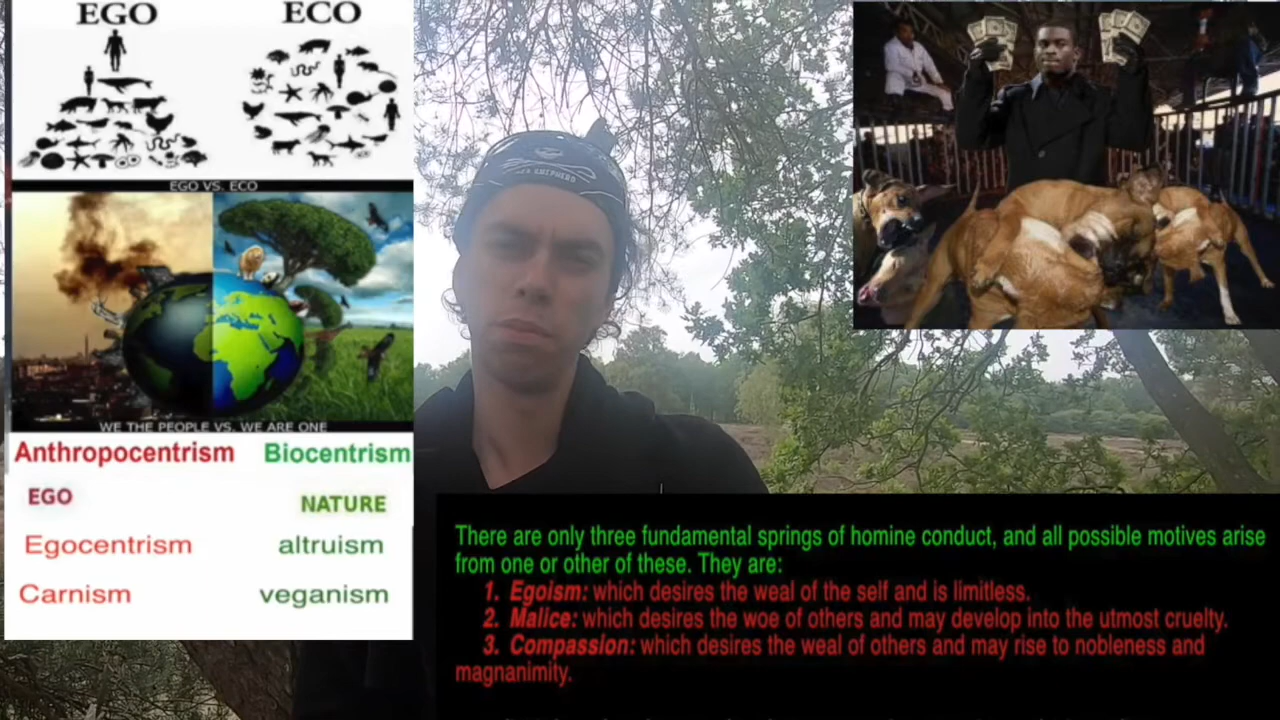 EGO
ECO
EGO VS. ECO
WE THE PEOPLE VS. WE ARE ONE
Anthropocentrism
Biocentrism
EGO
NATURE
Egocentrism
altruism
Carnism
veganism
There are only three fundamental springs of homine conduct, and all possible motives arise
from one or other of these. They are:
1. Egoism: which desires the weal of the self and is limitless.
2. Malice: which desires the woe of others and may develop into the utmost cruelty.
3. Compassion: which desires the weal of others and may rise to nobleness and
magnanimity.